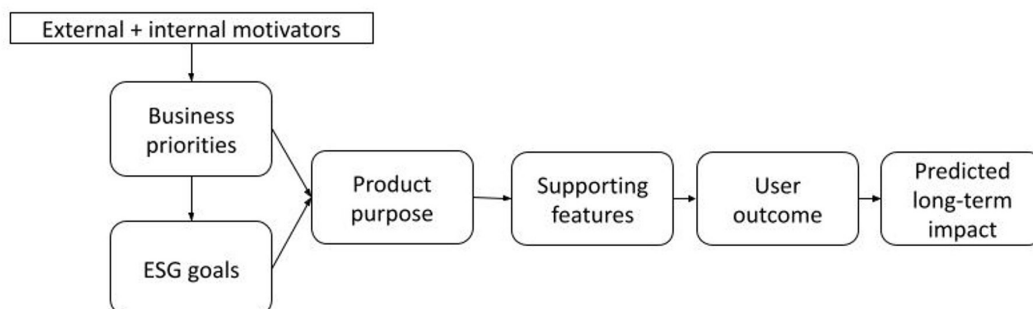 External + internal motivators
Business
priorities
ESG goals
Product
purpose
Supporting
features
User
outcome
Predicted
long-term
impact